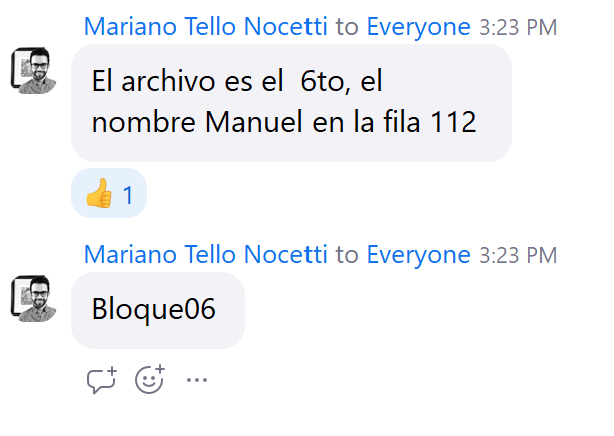 Mariano Tello Nocetti to Everyone 3:23 PM
El archivo es el  6to, el
nombre Manuel en la fila 112
👍 1
Mariano Tello Nocetti to Everyone 3:23 PM
Bloque06